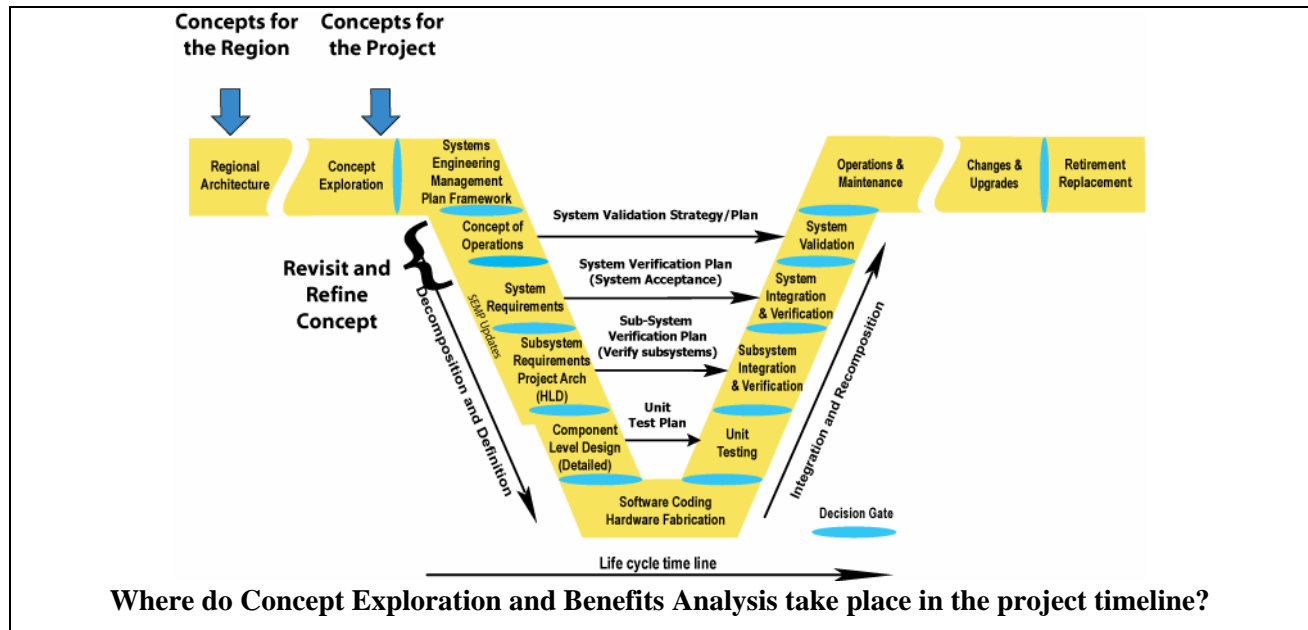 Concepts for
the Region
Concepts for
the Project
Regional
Architecture
Concept
Exploration
Systems
Engineering
Management
Plan Framework
Operations &
Maintenance
Changes &
Upgrades
Retirement
Replacement
Revisit and
Refine
Concept
Concept of
Operations
System Validation Strategy/Plan
System
Validation
System
Requirements
System Verification Plan
(System Acceptance)
System
Integration
& Verification
SEMP Updates
Subsystem
Requirements
Project Arch
(HLD)
Sub-System
Verification Plan
(Verify subsystems)
Subsystem
Integration
& Verification
Component
Level Design
(Detailed)
Unit
Test Plan
Unit
Testing
Decomposition and Definition
Integration and Recomposition
Software Coding
Hardware Fabrication
Decision Gate
Life cycle time line
Where do Concept Exploration and Benefits Analysis take place in the project timeline?